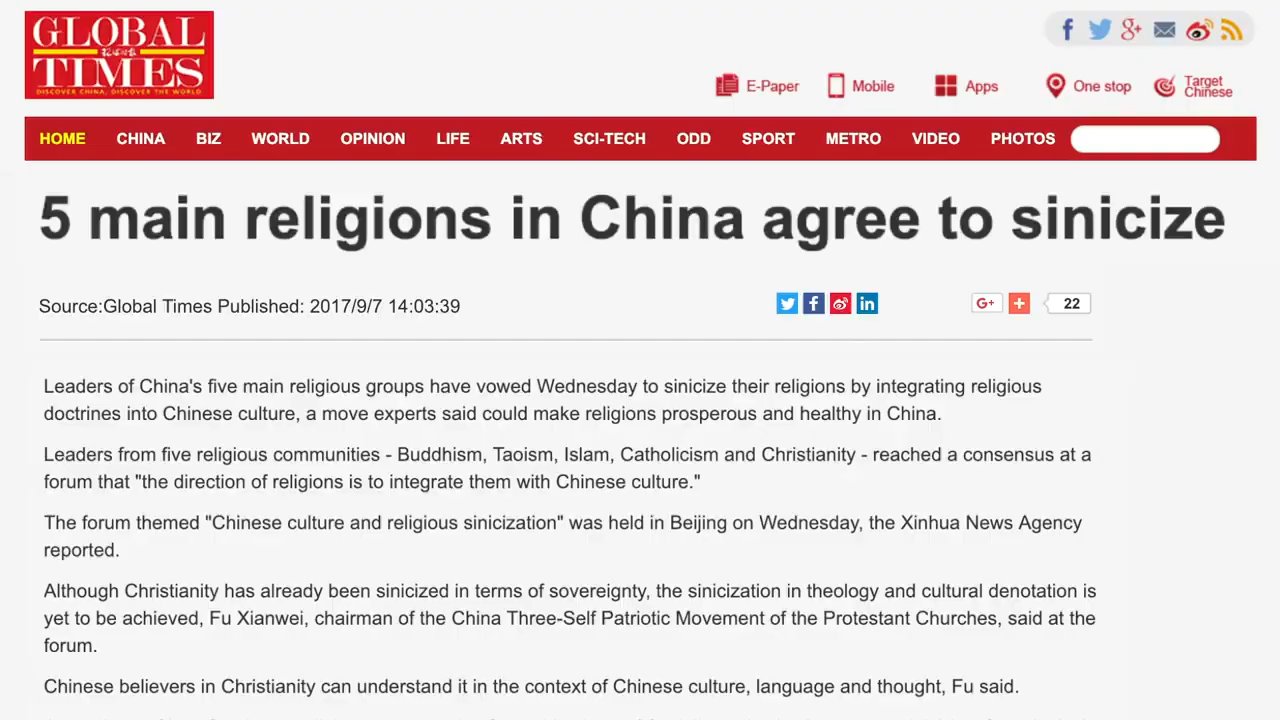 GLOBAL
TIMES
DISCOVER CHINA, DISCOVER THE WORLD
E-Paper Mobile Apps One stop Target Chinese
HOME CHINA BIZ WORLD OPINION LIFE ARTS SCI-TECH ODD SPORT METRO VIDEO PHOTOS
5 main religions in China agree to sinicize
Source:Global Times Published: 2017/9/7 14:03:39
G+ 22
Leaders of China's five main religious groups have vowed Wednesday to sinicize their religions by integrating religious
doctrines into Chinese culture, a move experts said could make religions prosperous and healthy in China.
Leaders from five religious communities - Buddhism, Taoism, Islam, Catholicism and Christianity - reached a consensus at a
forum that "the direction of religions is to integrate them with Chinese culture."
The forum themed "Chinese culture and religious sinicization" was held in Beijing on Wednesday, the Xinhua News Agency
reported.
Although Christianity has already been sinicized in terms of sovereignty, the sinicization in theology and cultural denotation is
yet to be achieved, Fu Xianwei, chairman of the China Three-Self Patriotic Movement of the Protestant Churches, said at the
forum.
Chinese believers in Christianity can understand it in the context of Chinese culture, language and thought, Fu said.